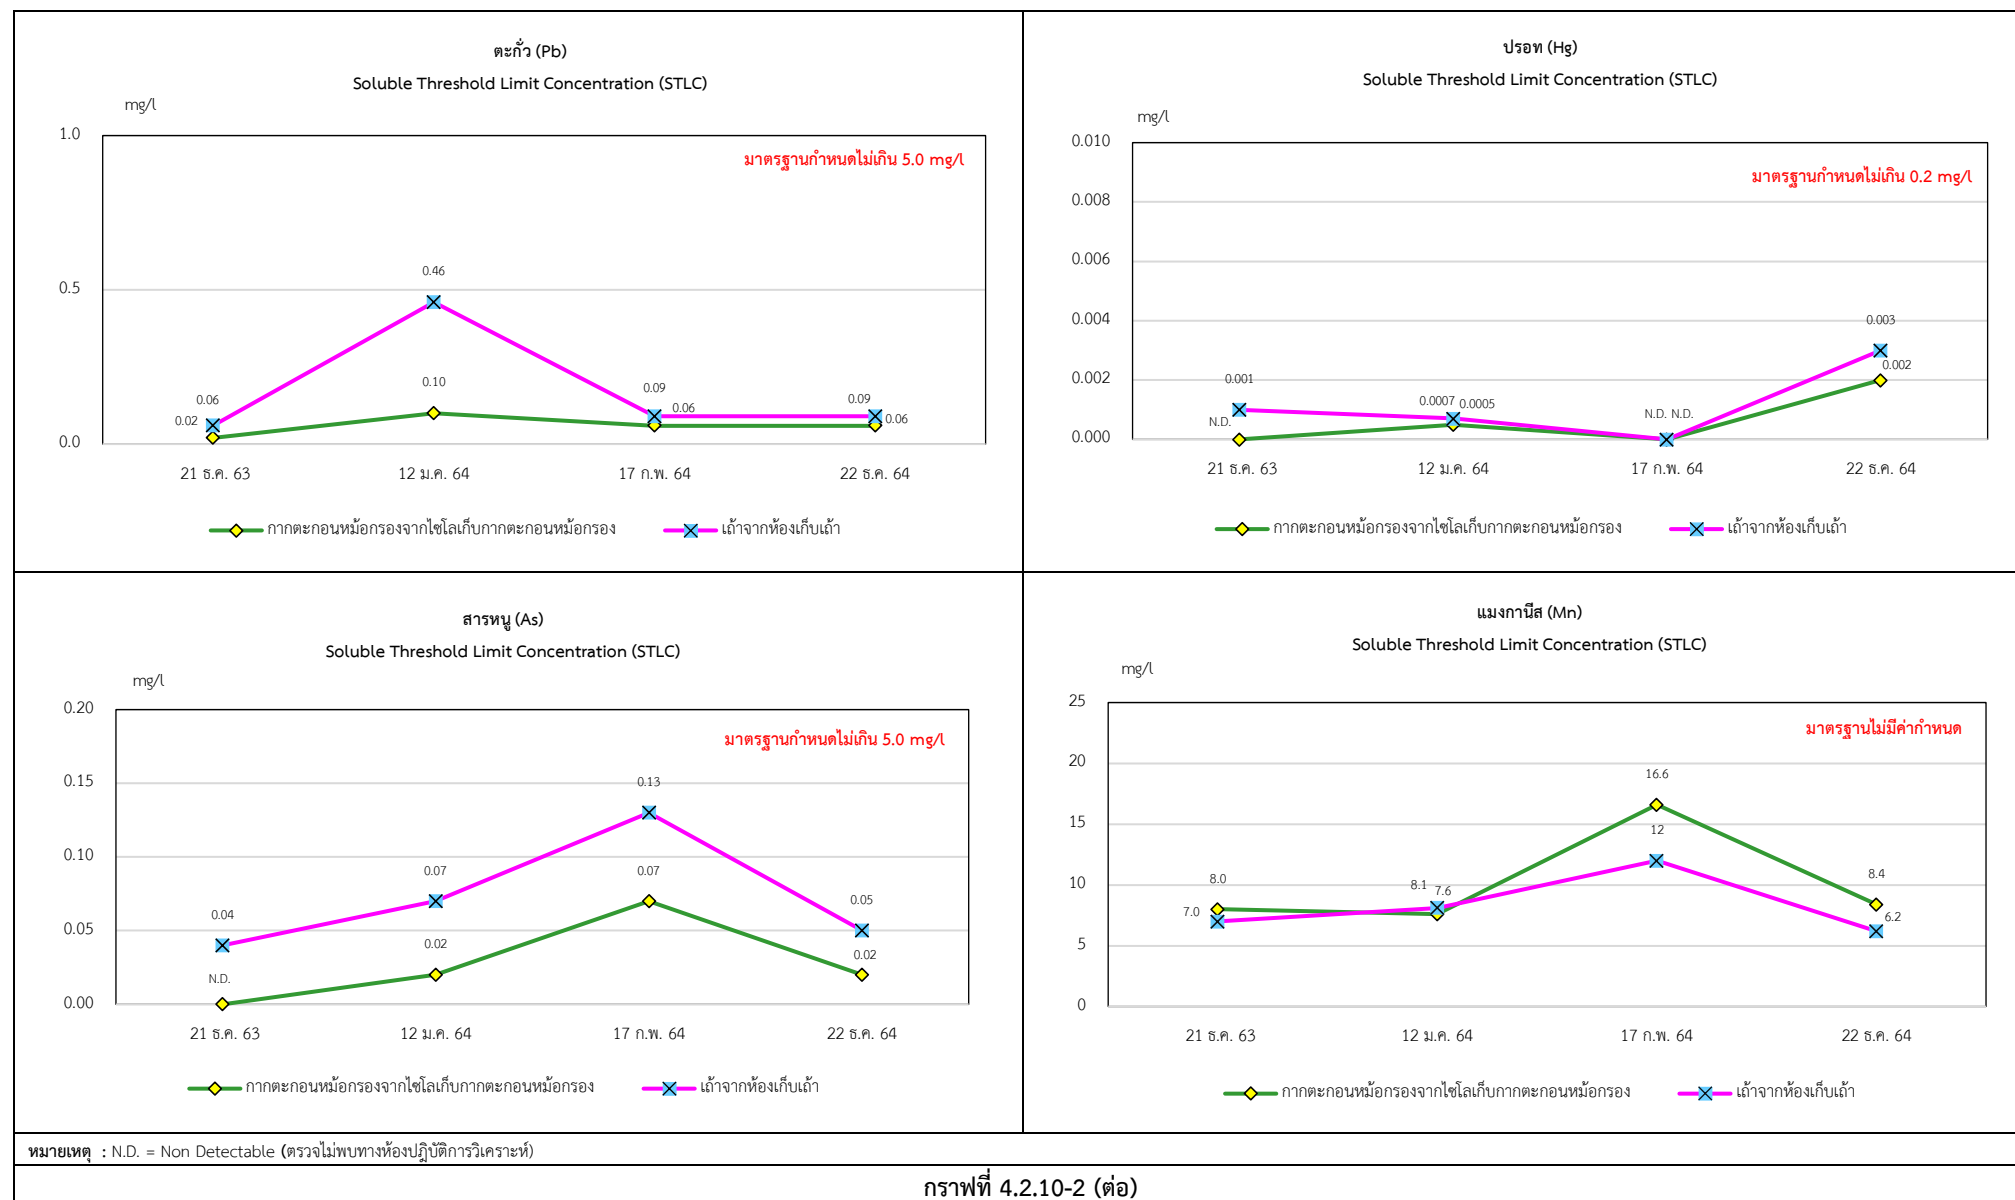 ตะกั่ว (Pb)
Soluble Threshold Limit Concentration (STLC)
mg/l
มาตรฐานกำหนดไม่เกิน 5.0 mg/l
1.0
0.5
0.0
0.46
0.10
0.06
0.02
0.09
0.06
0.09
0.06
21 ธ.ค. 63
12 ม.ค. 64
17 ก.พ. 64
22 ธ.ค. 64
กากตะกอนหม้อกรองจากไซโลเก็บกากตะกอนหม้อกรอง
เถ้าจากห้องเก็บเถ้า
ปรอท (Hg)
Soluble Threshold Limit Concentration (STLC)
mg/l
มาตรฐานกำหนดไม่เกิน 0.2 mg/l
0.010
0.008
0.006
0.004
0.002
0.000
0.001
N.D.
0.0007
0.0005
N.D.
N.D.
0.003
0.002
21 ธ.ค. 63
12 ม.ค. 64
17 ก.พ. 64
22 ธ.ค. 64
กากตะกอนหม้อกรองจากไซโลเก็บกากตะกอนหม้อกรอง
เถ้าจากห้องเก็บเถ้า
สารหนู (As)
Soluble Threshold Limit Concentration (STLC)
mg/l
มาตรฐานกำหนดไม่เกิน 5.0 mg/l
0.20
0.15
0.10
0.05
0.00
0.04
N.D.
0.07
0.02
0.13
0.07
0.05
0.02
21 ธ.ค. 63
12 ม.ค. 64
17 ก.พ. 64
22 ธ.ค. 64
กากตะกอนหม้อกรองจากไซโลเก็บกากตะกอนหม้อกรอง
เถ้าจากห้องเก็บเถ้า
แมงกานีส (Mn)
Soluble Threshold Limit Concentration (STLC)
mg/l
มาตรฐานไม่มีค่ากำหนด
25
20
15
10
5
0
8.0
7.0
8.1
7.6
16.6
12
8.4
6.2
21 ธ.ค. 63
12 ม.ค. 64
17 ก.พ. 64
22 ธ.ค. 64
กากตะกอนหม้อกรองจากไซโลเก็บกากตะกอนหม้อกรอง
เถ้าจากห้องเก็บเถ้า
หมายเหตุ : N.D. = Non Detectable (ตรวจไม่พบทางห้องปฏิบัติการวิเคราะห์)
กราฟที่ 4.2.10-2 (ต่อ)